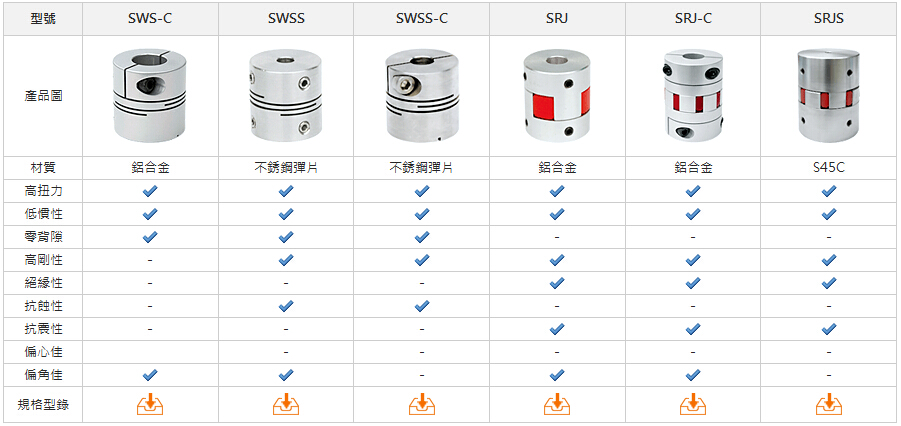 型號 SWS-C SWSS SWSS-C SRJ SRJ-C SRJS
產品圖
材質 鋁合金 不銹鋼彈片 不銹鋼彈片 鋁合金 鋁合金 S45C
高扭力
低慣性
零背隙 - - -
高剛性 -
絕緣性 - - -
抗蝕性 - - - -
抗震性 - - -
偏心佳 - - - - -
偏角佳 - -
規格型錄